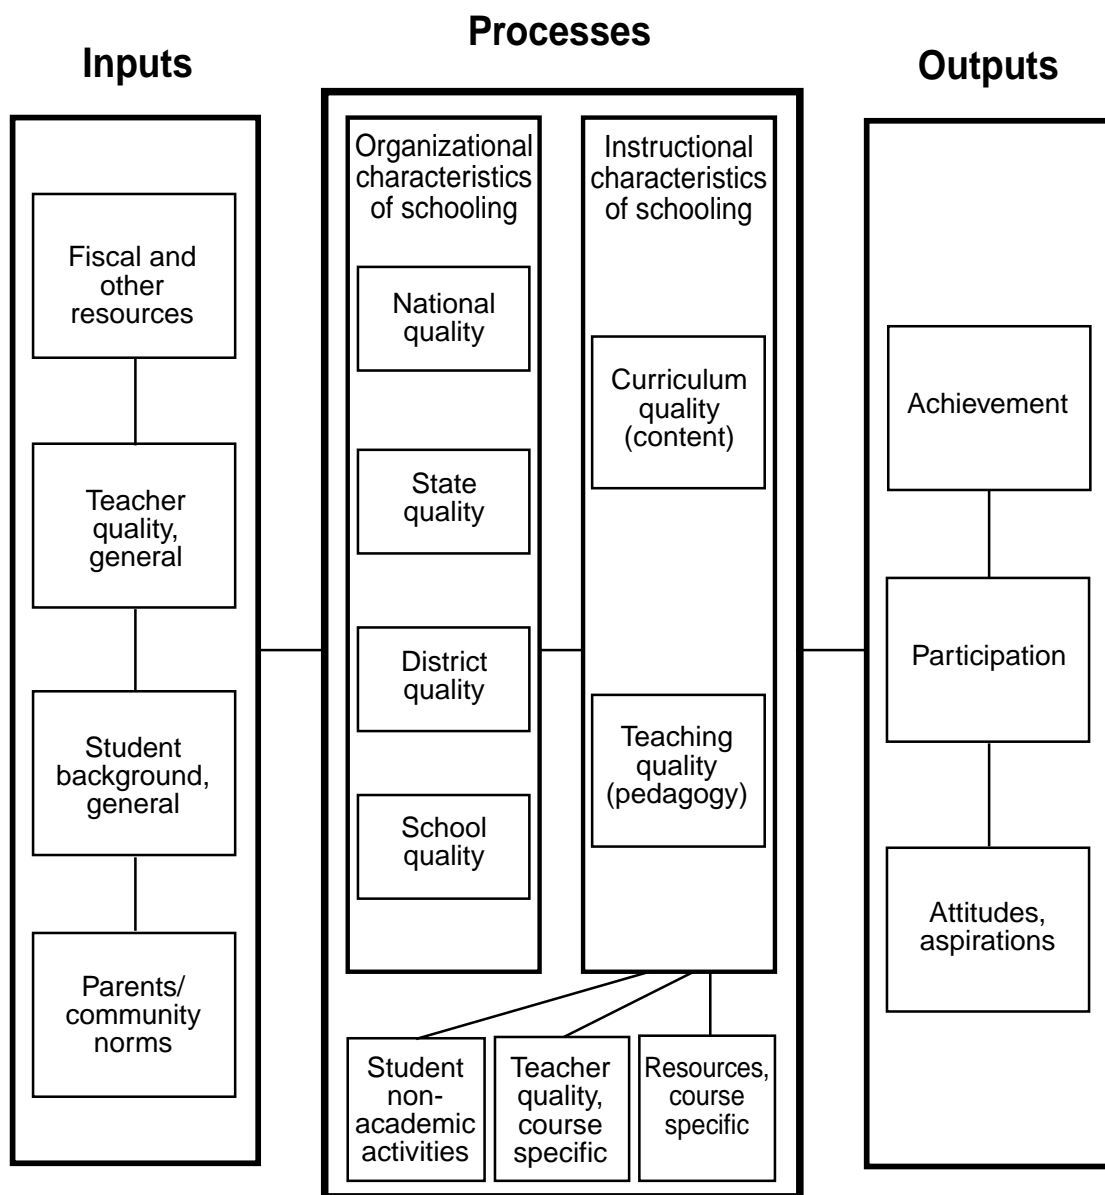 Processes
Inputs
Outputs
Fiscal and
other
resources
Teacher
quality,
general
Student
background,
general
Parents/
community
norms
Organizational
characteristics
of schooling
National
quality
State
quality
District
quality
School
quality
Instructional
characteristics
of schooling
Curriculum
quality
(content)
Teaching
quality
(pedagogy)
Student
non-
academic
activities
Teacher
quality,
course
specific
Resources,
course
specific
Achievement
Participation
Attitudes,
aspirations